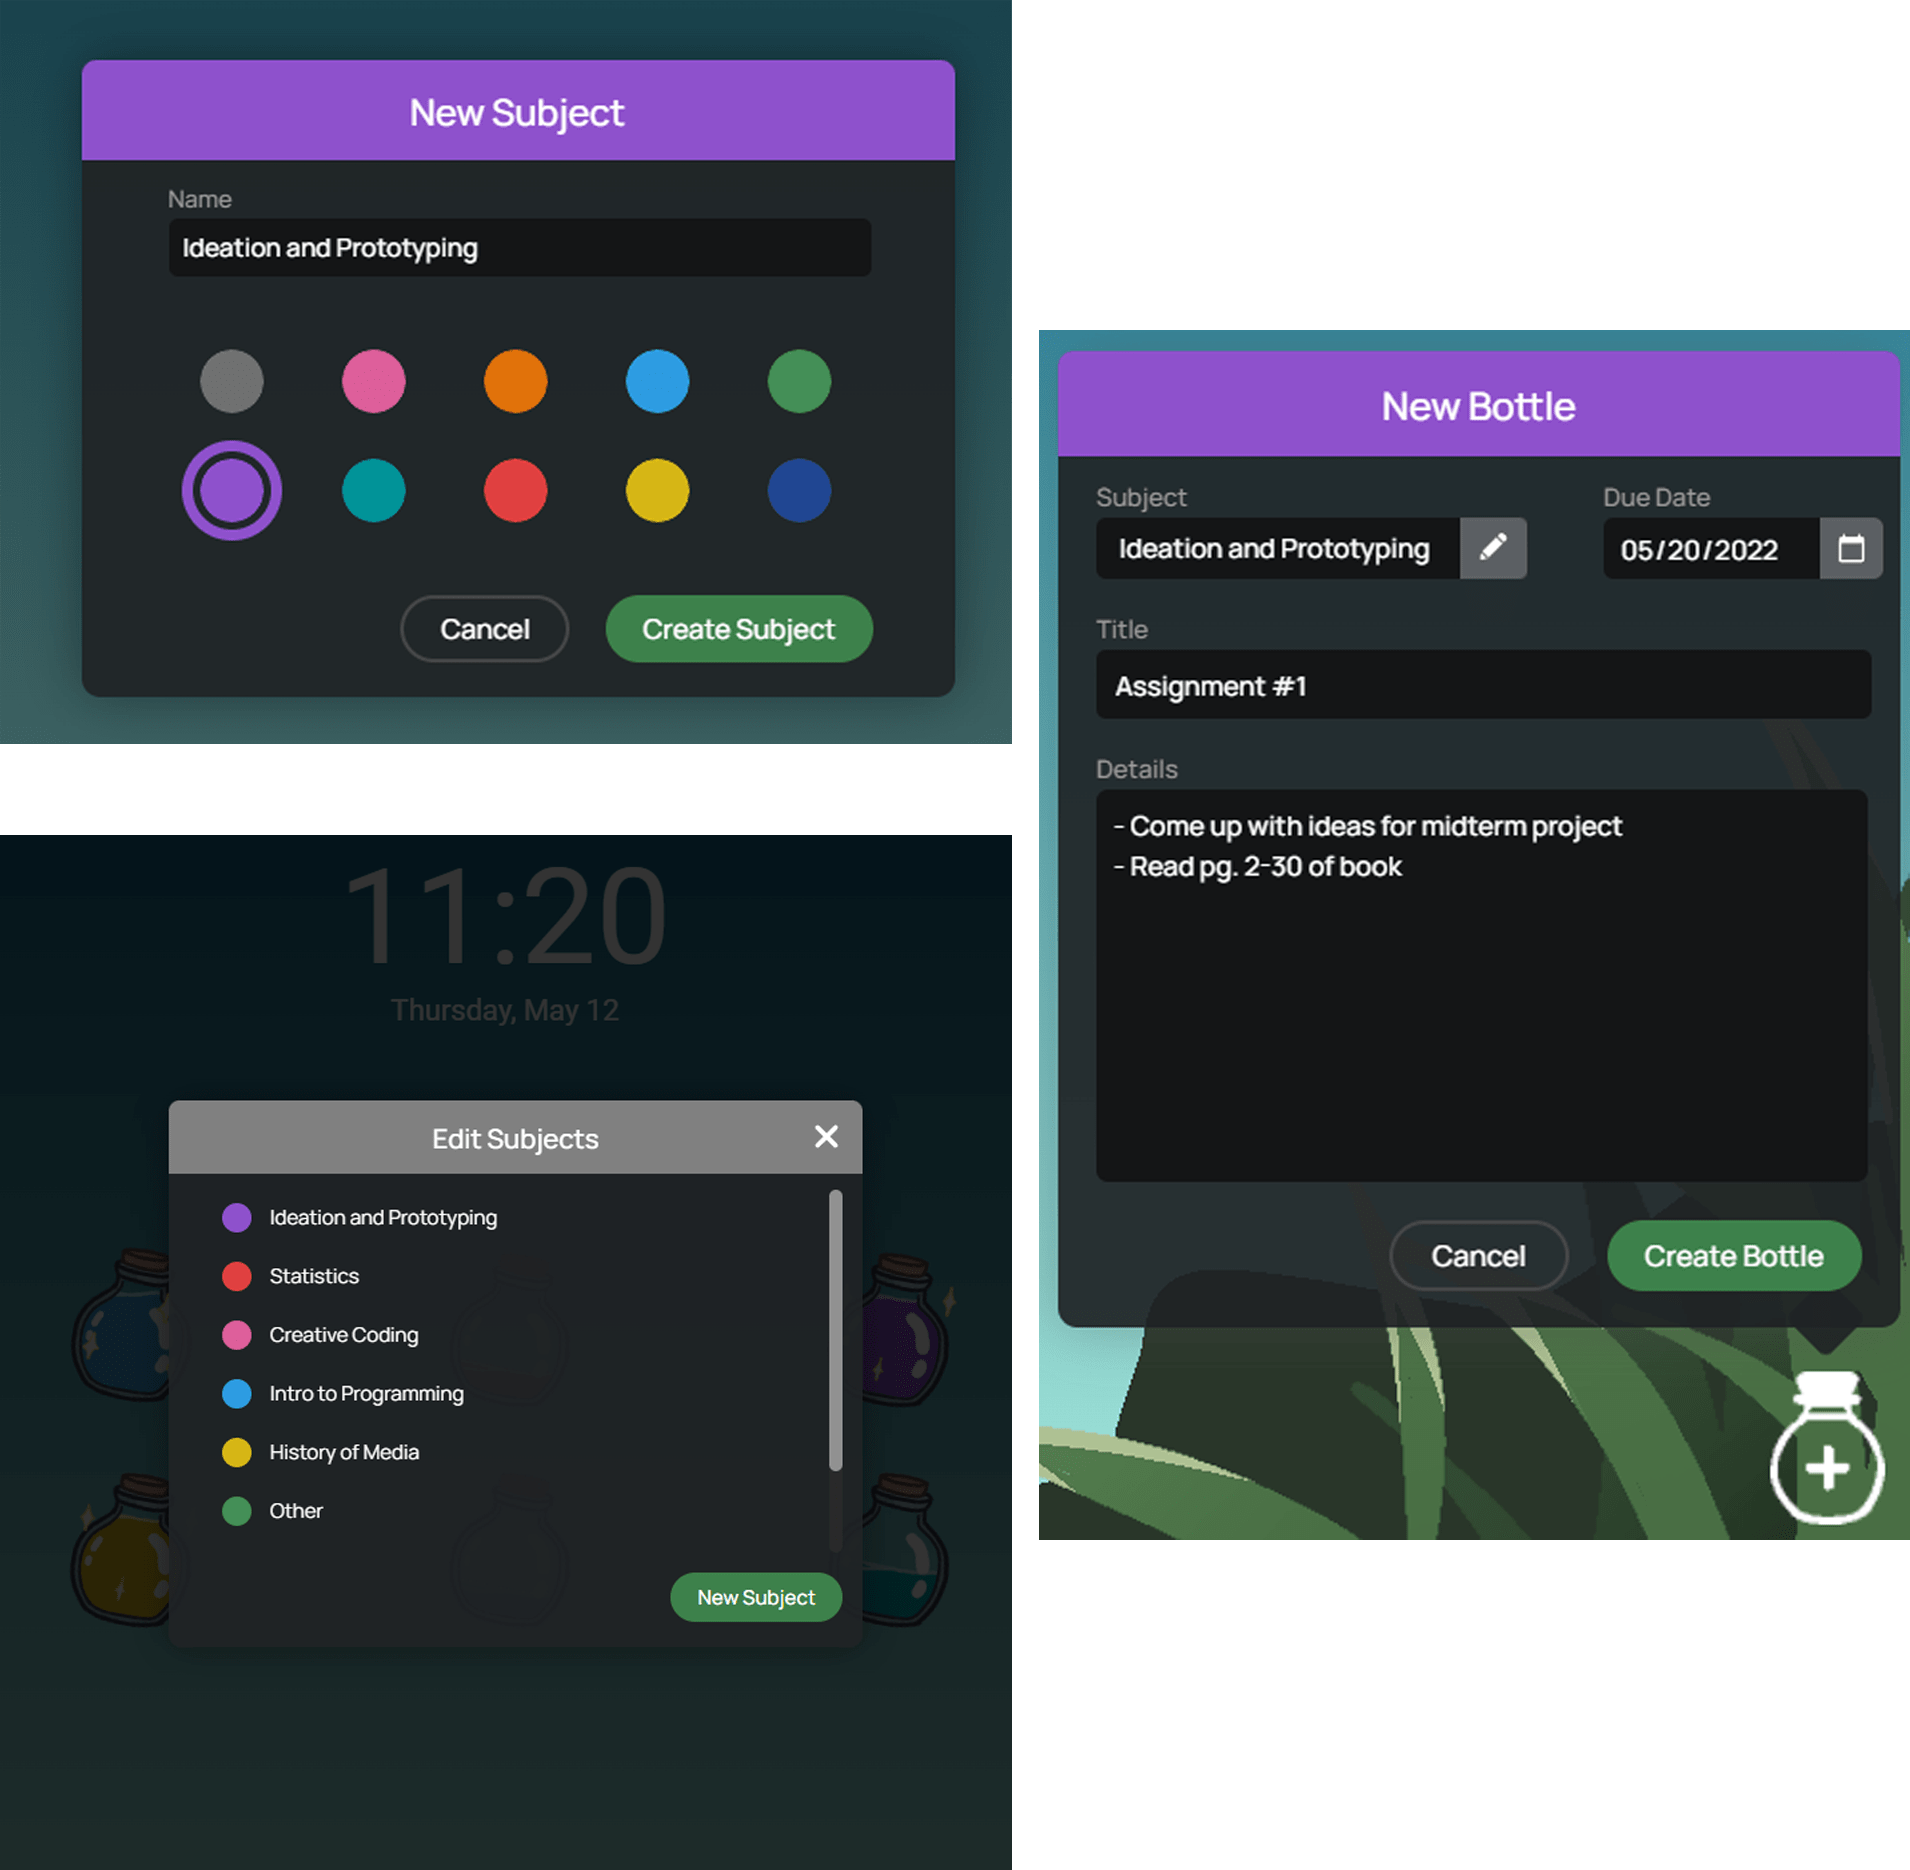 New Subject
Name
Ideation and Prototyping
Cancel
Create Subject
11:20
Thursday, May 12
Edit Subjects
Ideation and Prototyping
Statistics
Creative Coding
Intro to Programming
History of Media
Other
New Subject
New Bottle
Subject
Due Date
Ideation and Prototyping
05/20/2022
Title
Assignment #1
Details
- Come up with ideas for midterm project
- Read pg. 2-30 of book
Cancel
Create Bottle